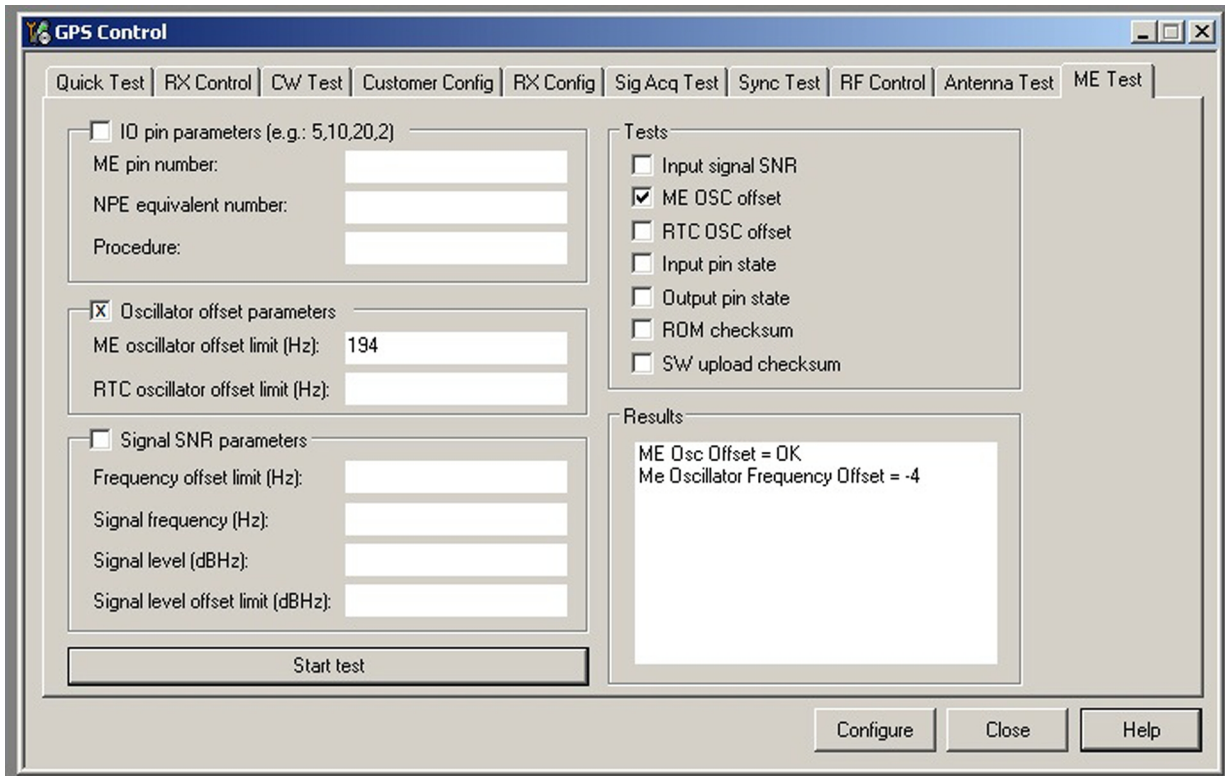 GPS Control
Quick Test RX Control CW Test Customer Config RX Config Sig Acq Test Sync Test RF Control Antenna Test ME Test
IO pin parameters (e.g.: 5,10,20,2)
ME pin number:
NPE equivalent number:
Procedure:
Oscillator offset parameters
ME oscillator offset limit (Hz): 194
RTC oscillator offset limit (Hz):
Signal SNR parameters
Frequency offset limit (Hz):
Signal frequency (Hz):
Signal level (dBHz):
Signal level offset limit (dBHz):
Start test
Tests
Input signal SNR
ME OSC offset
RTC OSC offset
Input pin state
Output pin state
ROM checksum
SW upload checksum
Results
ME Osc Offset = OK
Me Oscillator Frequency Offset = -4
Configure Close Help